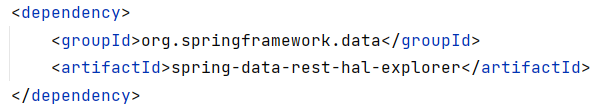 <dependency>
    <groupId>org.springframework.data</groupId>
    <artifactId>spring-data-rest-hal-explorer</artifactId>
</dependency>